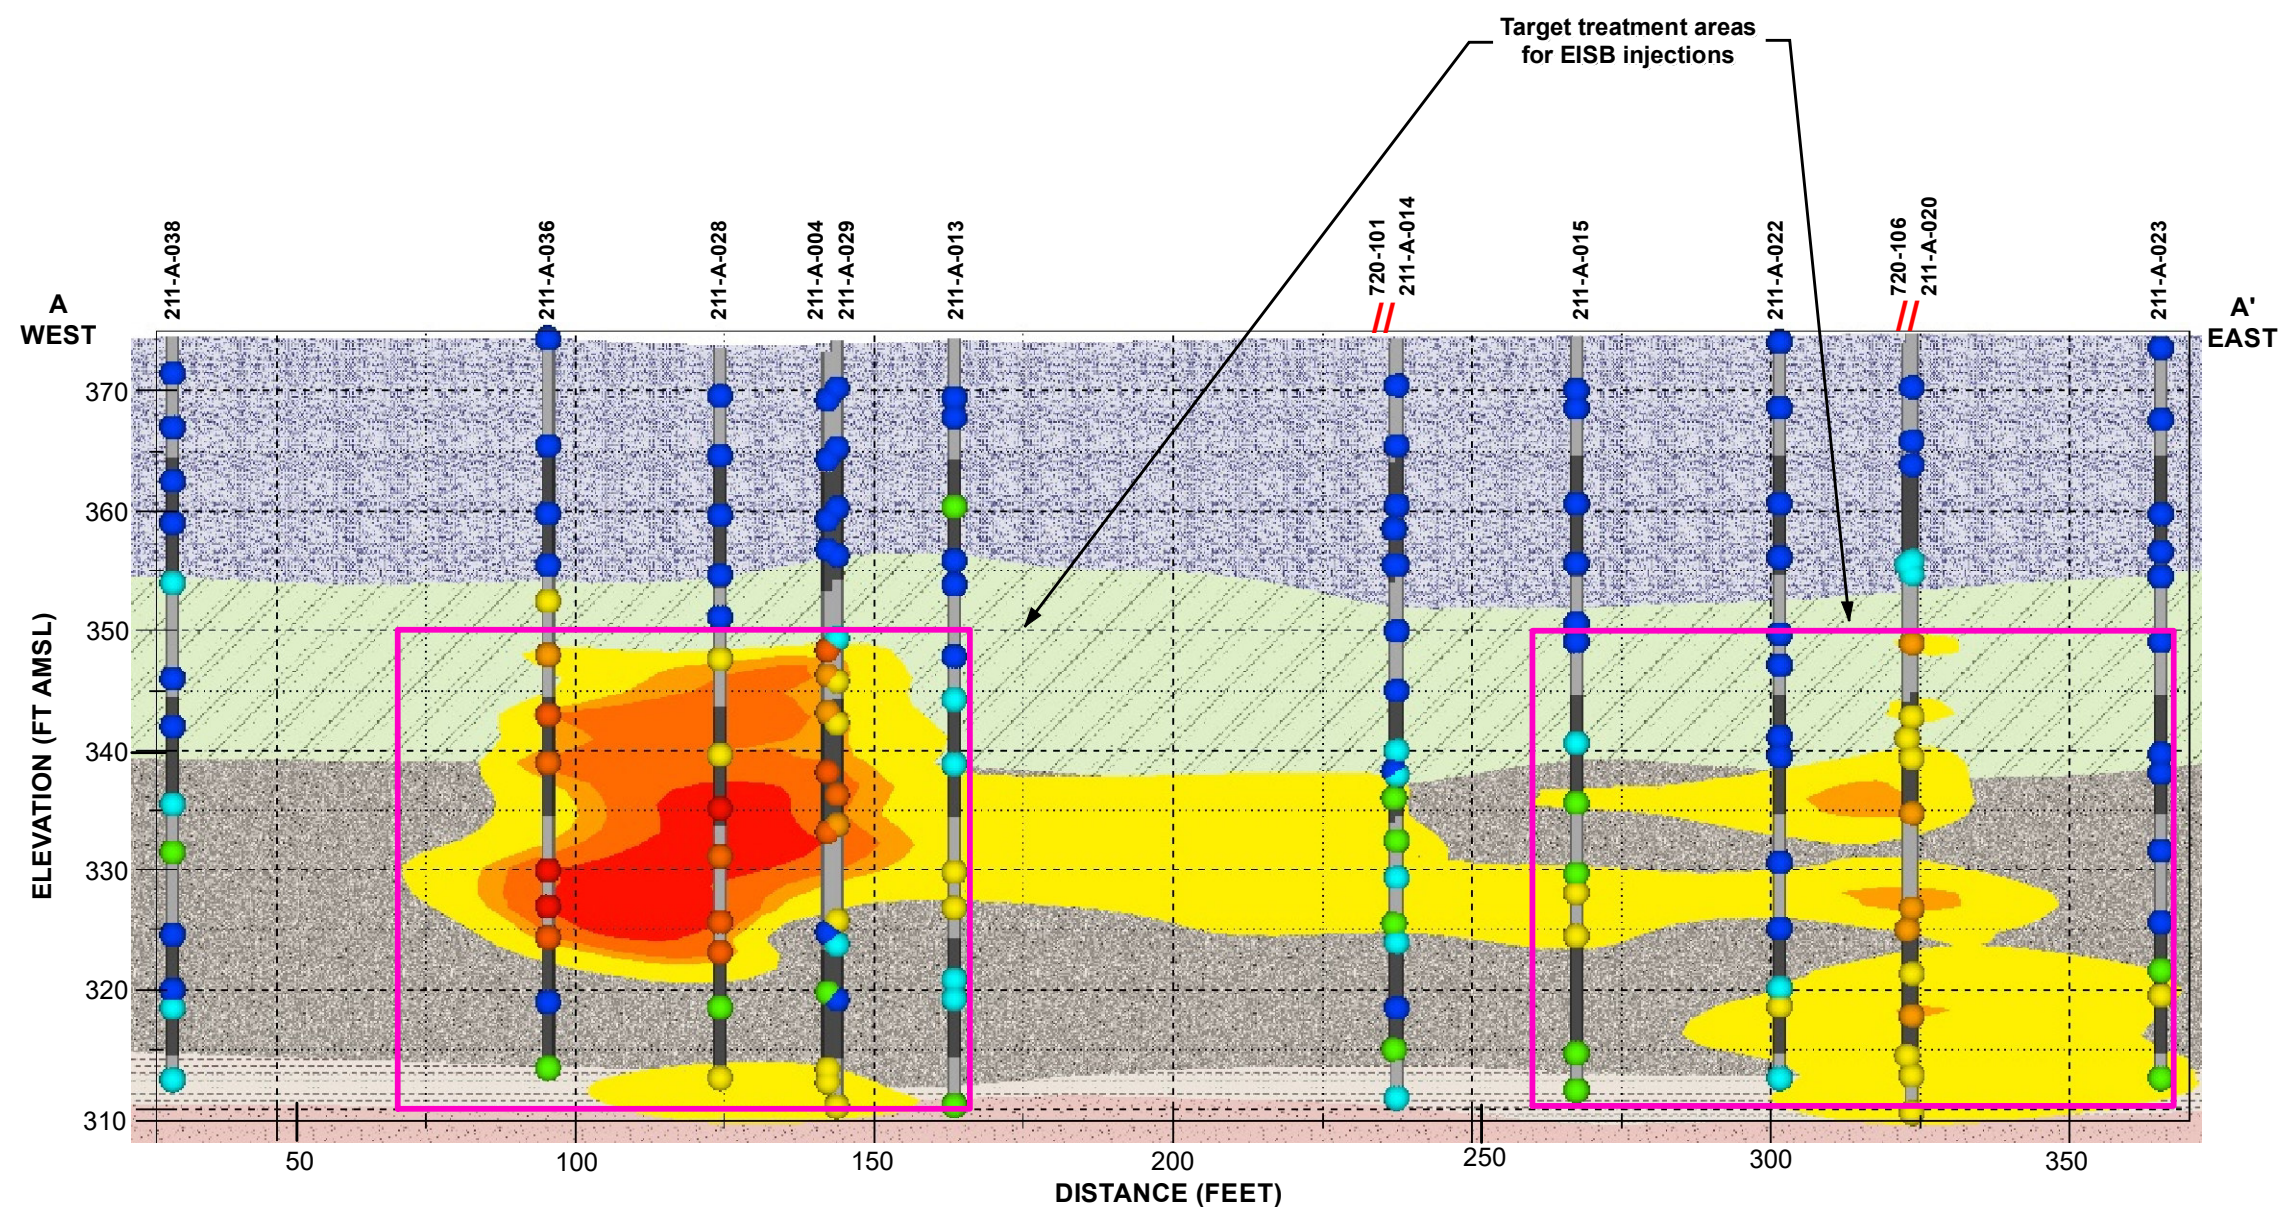 Target treatment areas
for EISB injections
211-A-038
211-A-036
211-A-028
211-A-004
211-A-029
211-A-013
720-101
211-A-014
211-A-015
211-A-022
720-106
211-A-020
211-A-023
A
WEST
A'
EAST
370
360
350
340
330
320
310
ELEVATION (FT AMSL)
50
100
150
200
250
300
350
DISTANCE (FEET)